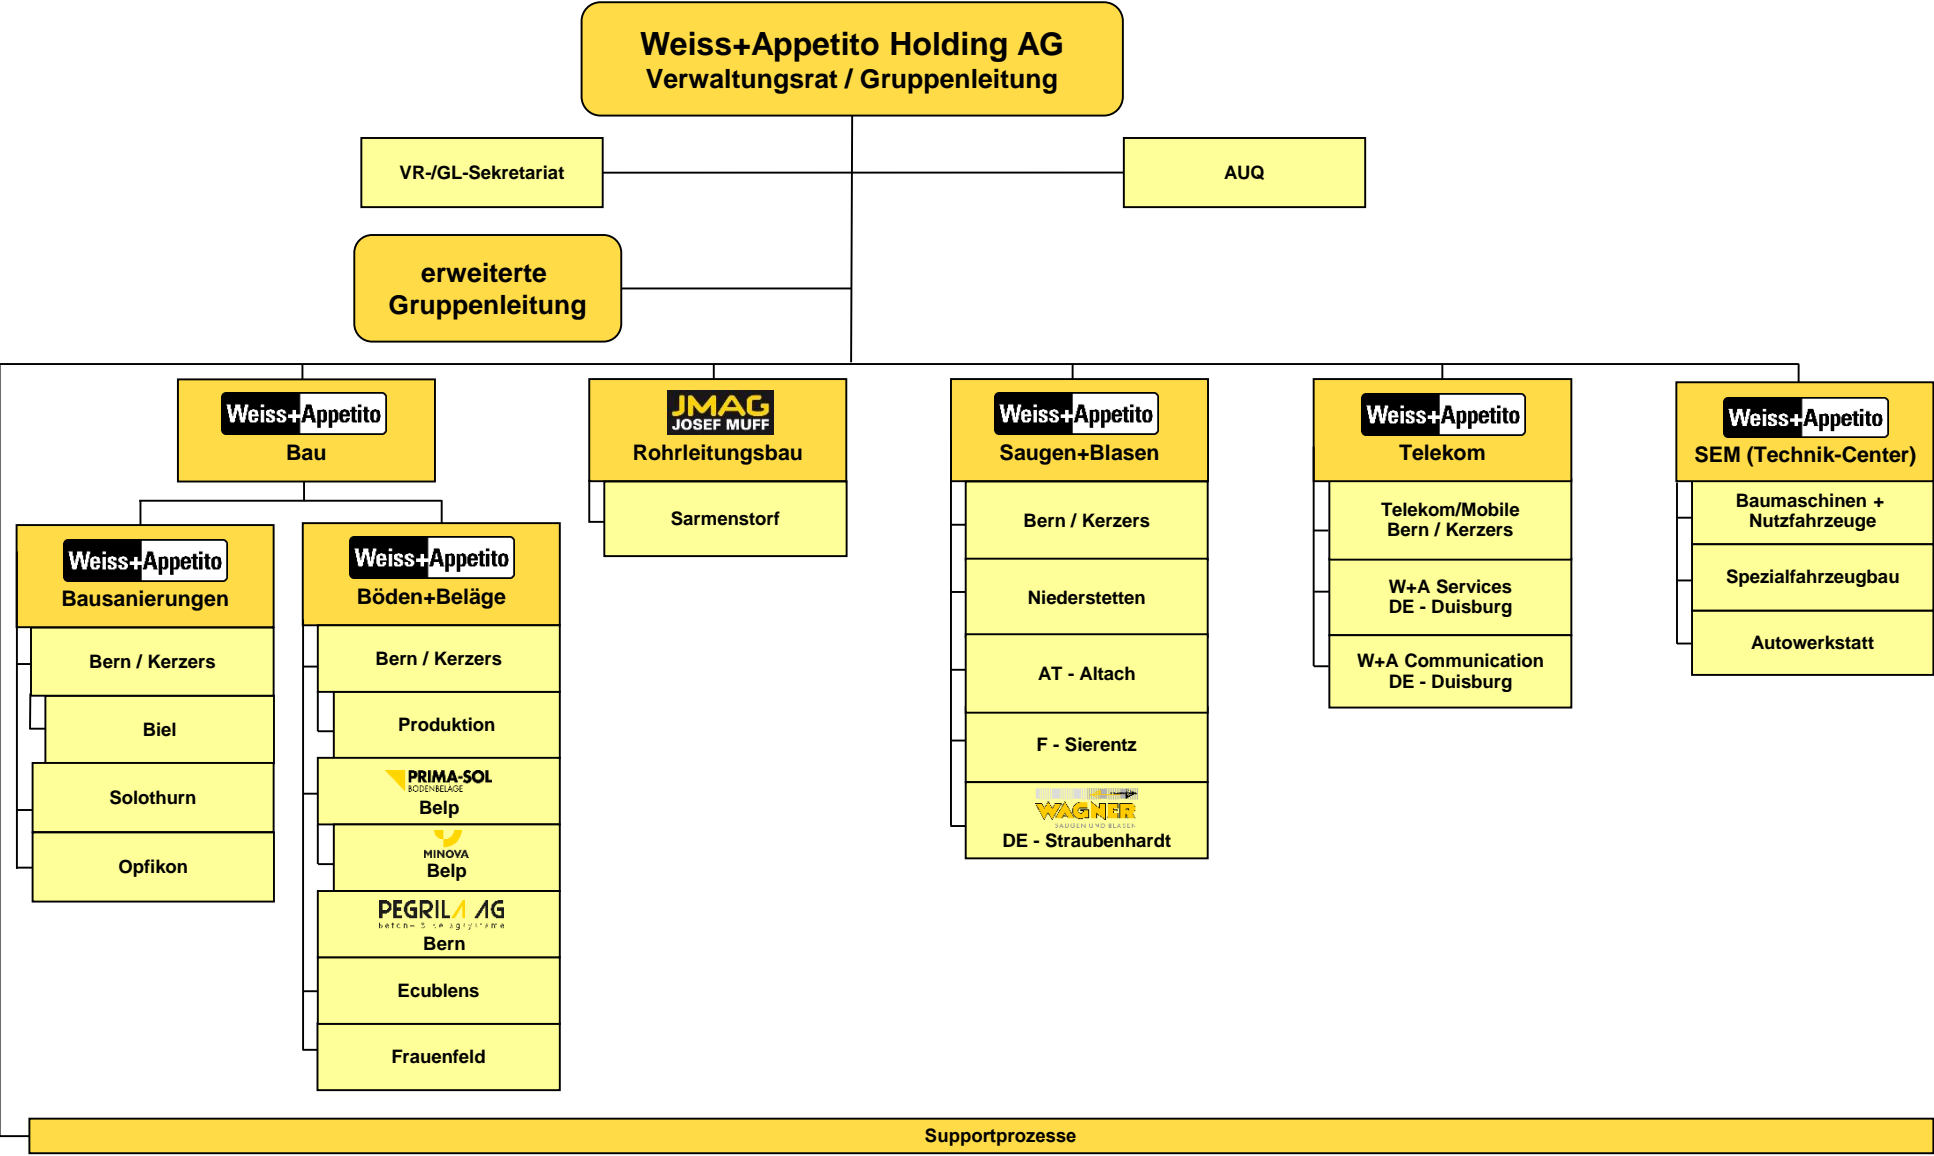 Weiss+Appetito Holding AG
Verwaltungsrat / Gruppenleitung
VR-/GL-Sekretariat
AUQ
erweiterte
Gruppenleitung
Weiss+Appetito
Bau
JMAG
JOSEF MUFF
Rohrleitungsbau
Weiss+Appetito
Saugen+Blasen
Weiss+Appetito
Telekom
Weiss+Appetito
SEM (Technik-Center)
Weiss+Appetito
Bausanierungen
Bern / Kerzers
Biel
Solothurn
Opfikon
Weiss+Appetito
Böden+Beläge
Bern / Kerzers
Produktion
PRIMA-SOL
BODENBELÄGE
Belp
MINOVA
Belp
PEGRILA AG
Bern
Ecublens
Frauenfeld
Sarmenstorf
Bern / Kerzers
Niederstetten
AT - Altach
F - Sierentz
WAGNER
SAUGEN UND BLASEN
DE - Straubenhardt
Telekom/Mobile
Bern / Kerzers
W+A Services
DE - Duisburg
W+A Communication
DE - Duisburg
Baumaschinen +
Nutzfahrzeuge
Spezialfahrzeugbau
Autowerkstatt
Supportprozesse